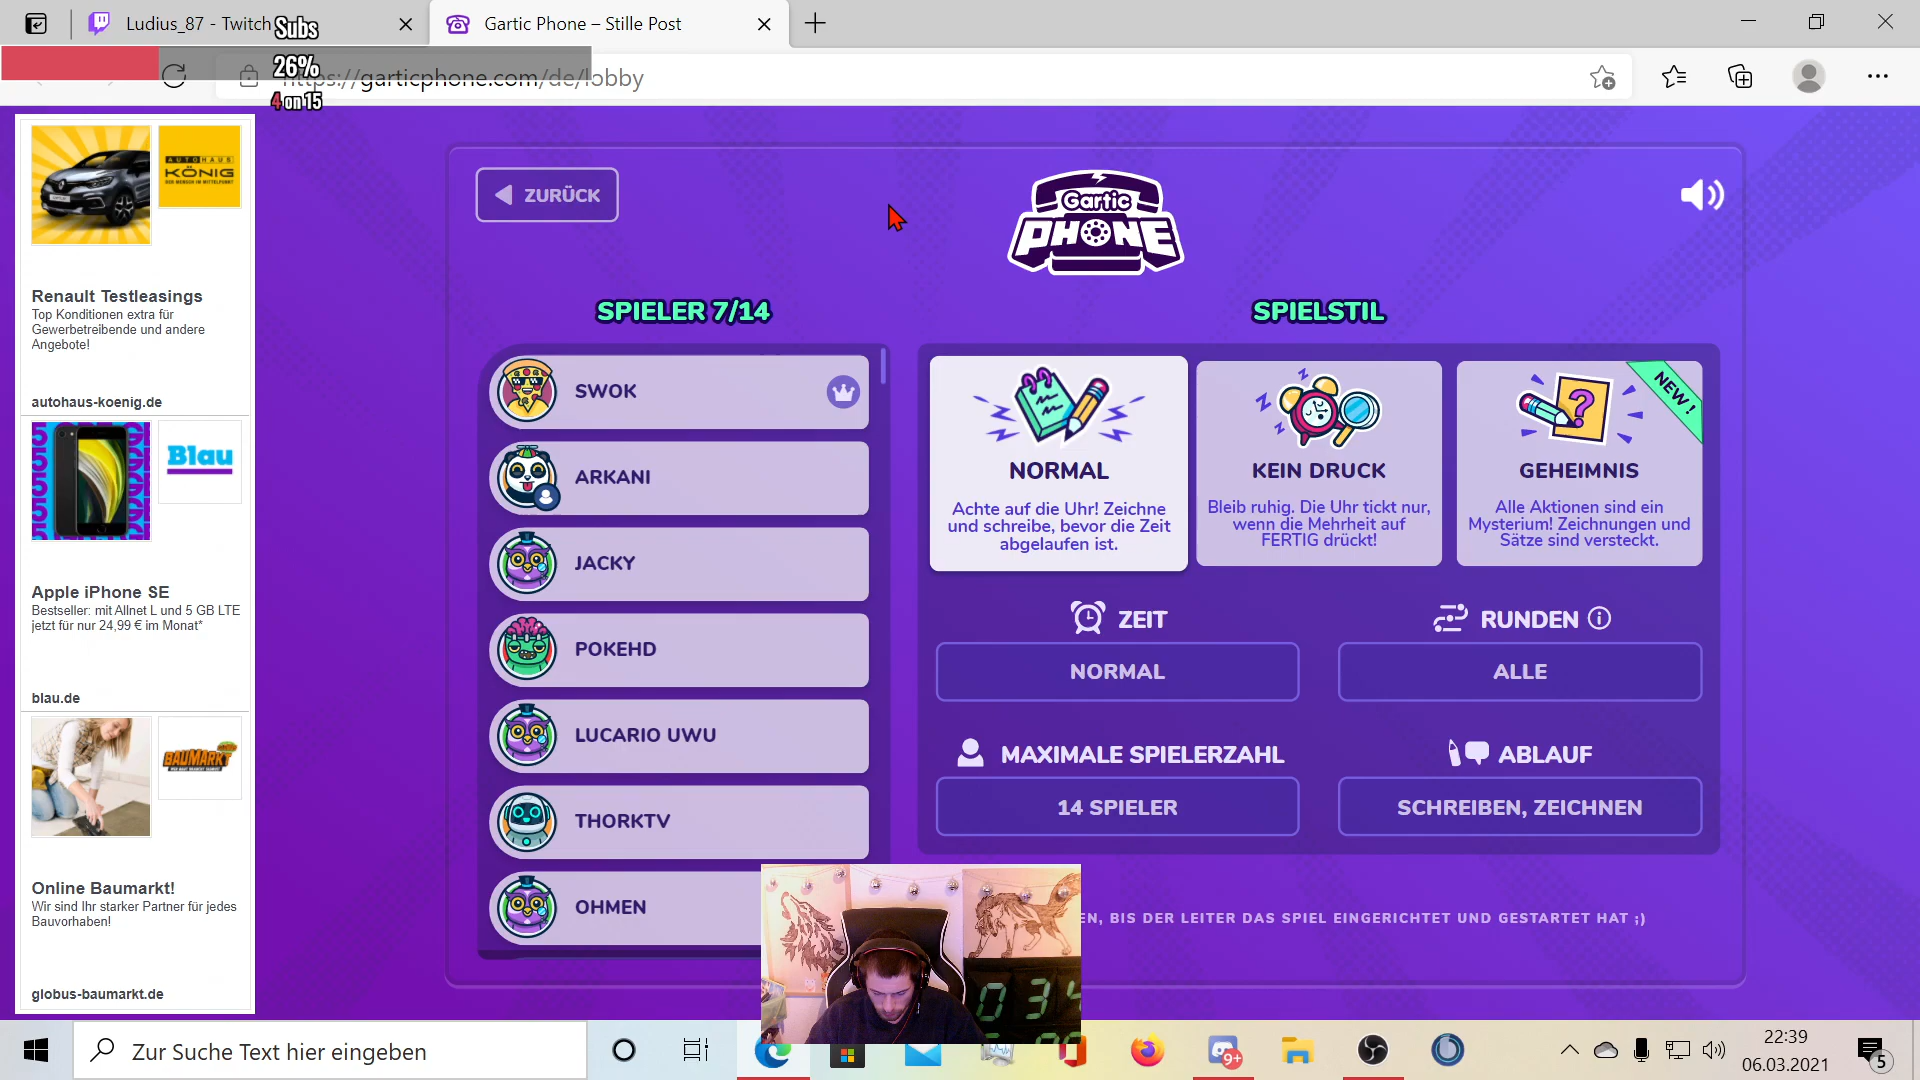 Ludius_87 - Twitch
Gartic Phone – Stille Post
Subs
26%
4 on 15
https://garticphone.com/de/lobby
AUTOHAUS
KÖNIG
Renault Testleasings
Top Konditionen extra für
Gewerbetreibende und andere
Angebote!
autohaus-koenig.de
Blau
Apple iPhone SE
Bestseller: mit Allnet L und 5 GB LTE
jetzt für nur 24,99 € im Monat*
blau.de
BAUMARKT
Online Baumarkt!
Wir sind Ihr starker Partner für jedes
Bauvorhaben!
globus-baumarkt.de
ZURÜCK
Gartic
PHONE
SPIELER 7/14
SWOK
ARKANI
JACKY
POKEHD
LUCARIO UWU
THORKTV
OHMEN
SPIELSTIL
NORMAL
Achte auf die Uhr! Zeichne
und schreibe, bevor die Zeit
abgelaufen ist.
KEIN DRUCK
Bleib ruhig. Die Uhr tickt nur,
wenn die Mehrheit auf
FERTIG drückt!
NEW!
GEHEIMNIS
Alle Aktionen sind ein
Mysterium! Zeichnungen und
Sätze sind versteckt.
ZEIT
NORMAL
RUNDEN
ALLE
MAXIMALE SPIELERZAHL
14 SPIELER
ABLAUF
SCHREIBEN, ZEICHNEN
EN, BIS DER LEITER DAS SPIEL EINGERICHTET UND GESTARTET HAT ;)
034
Zur Suche Text hier eingeben
9+
22:39
06.03.2021
5